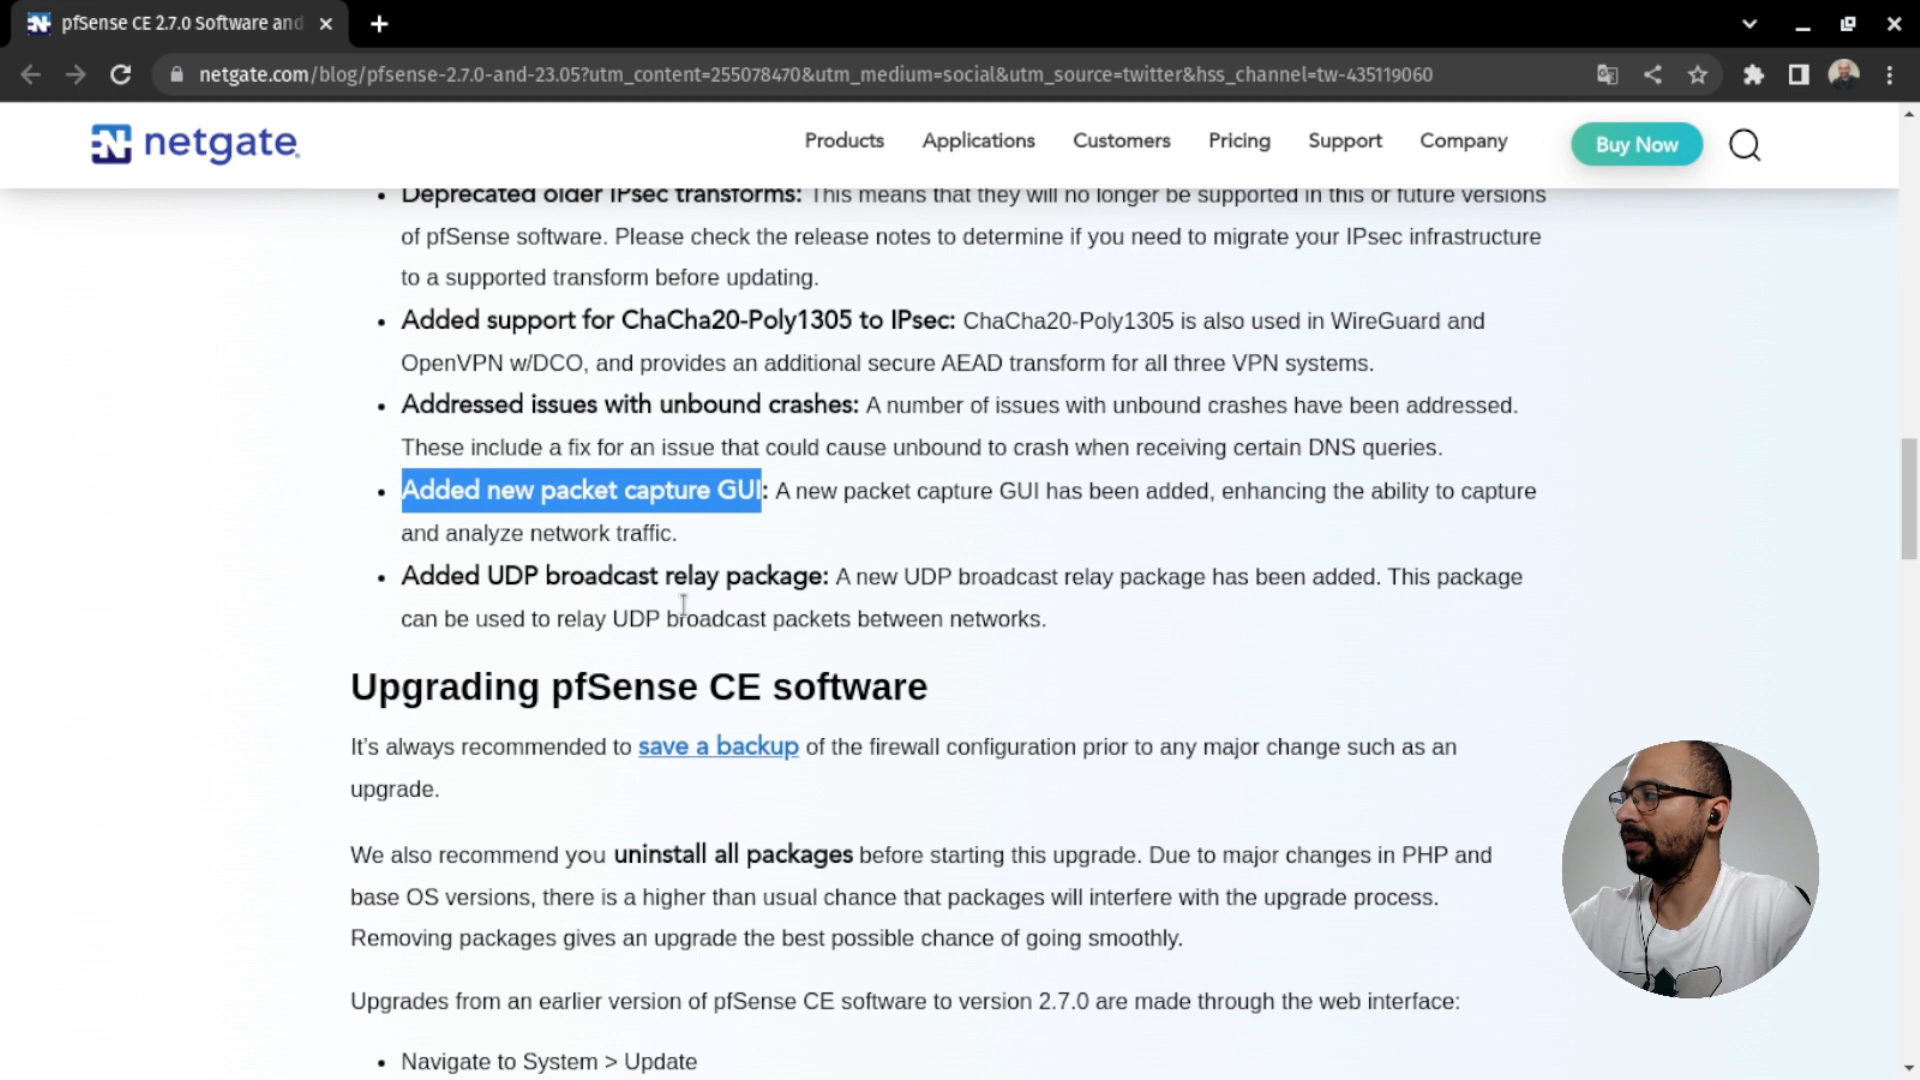 pfSense CE 2.7.0 Software and
netgate.com/blog/pfsense-2.7.0-and-23.05?utm_content=255078470&utm_medium=social&utm_source=twitter&hss_channel=tw-435119060
netgate. Products Applications Customers Pricing Support Company Buy Now
• Deprecated older IPsec transforms: This means that they will no longer be supported in this or future versions
of pfSense software. Please check the release notes to determine if you need to migrate your IPsec infrastructure
to a supported transform before updating.
• Added support for ChaCha20-Poly1305 to IPsec: ChaCha20-Poly1305 is also used in WireGuard and
OpenVPN w/DCO, and provides an additional secure AEAD transform for all three VPN systems.
• Addressed issues with unbound crashes: A number of issues with unbound crashes have been addressed.
These include a fix for an issue that could cause unbound to crash when receiving certain DNS queries.
• Added new packet capture GUI: A new packet capture GUI has been added, enhancing the ability to capture
and analyze network traffic.
• Added UDP broadcast relay package: A new UDP broadcast relay package has been added. This package
can be used to relay UDP broadcast packets between networks.
Upgrading pfSense CE software
It's always recommended to save a backup of the firewall configuration prior to any major change such as an
upgrade.
We also recommend you uninstall all packages before starting this upgrade. Due to major changes in PHP and
base OS versions, there is a higher than usual chance that packages will interfere with the upgrade process.
Removing packages gives an upgrade the best possible chance of going smoothly.
Upgrades from an earlier version of pfSense CE software to version 2.7.0 are made through the web interface:
• Navigate to System > Update